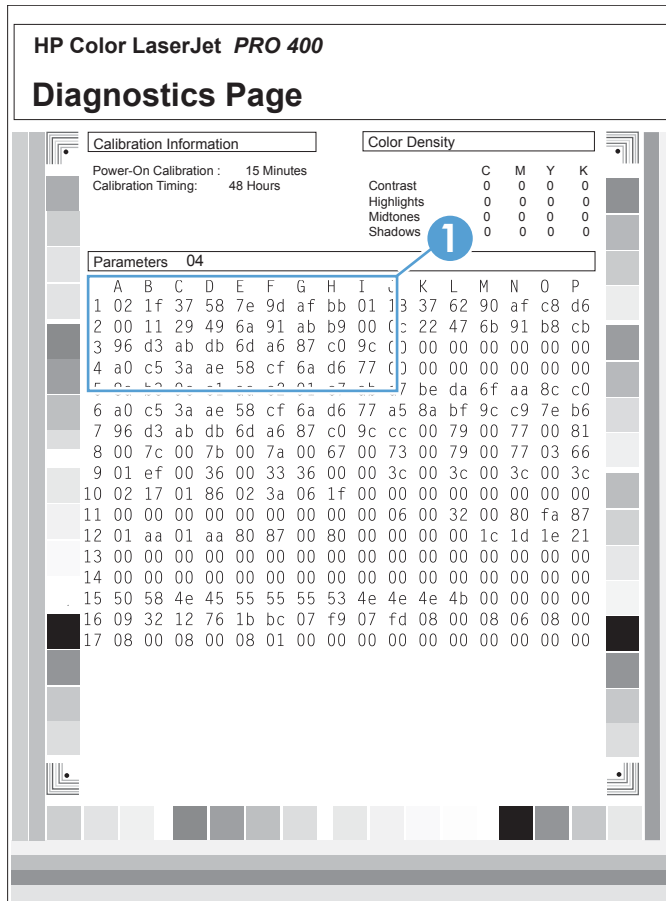 HP Color LaserJet PRO 400
Diagnostics Page
Calibration Information
Power-On Calibration : 15 Minutes
Calibration Timing: 48 Hours
Color Density
C M Y K
Contrast 0 0 0 0
Highlights 0 0 0 0
Midtones 0 0 0 0
Shadows 0 0 0 0
1
Parameters 04
A B C D E F G H I K L M N O P
1 02 1f 37 58 7e 9d af bb 01 37 62 90 af c8 d6
2 00 11 29 49 6a 91 ab b9 00 22 47 6b 91 b8 cb
3 96 d3 ab db 6d a6 87 c0 9c 00 00 00 00 00 00
4 a0 c5 3a ae 58 cf 6a d6 77 00 00 00 00 00 00
be da 6f aa 8c c0
6 a0 c5 3a ae 58 cf 6a d6 77 a5 8a bf 9c c9 7e b6
7 96 d3 ab db 6d a6 87 c0 9c cc 00 79 00 77 00 81
8 00 7c 00 7b 00 7a 00 67 00 73 00 79 00 77 03 66
9 01 ef 00 36 00 33 36 00 00 3c 00 3c 00 3c 00 3c
10 02 17 01 86 02 3a 06 1f 00 00 00 00 00 00 00 00
11 00 00 00 00 00 00 00 00 00 06 00 32 00 80 fa 87
12 01 aa 01 aa 80 87 00 80 00 00 00 00 1c 1d 1e 21
13 00 00 00 00 00 00 00 00 00 00 00 00 00 00 00 00
14 00 00 00 00 00 00 00 00 00 00 00 00 00 00 00 00
15 50 58 4e 45 55 55 55 53 4e 4e 4e 4b 00 00 00 00
16 09 32 12 76 1b bc 07 f9 07 fd 08 00 08 06 08 00
17 08 00 08 00 08 01 00 00 00 00 00 00 00 00 00 00